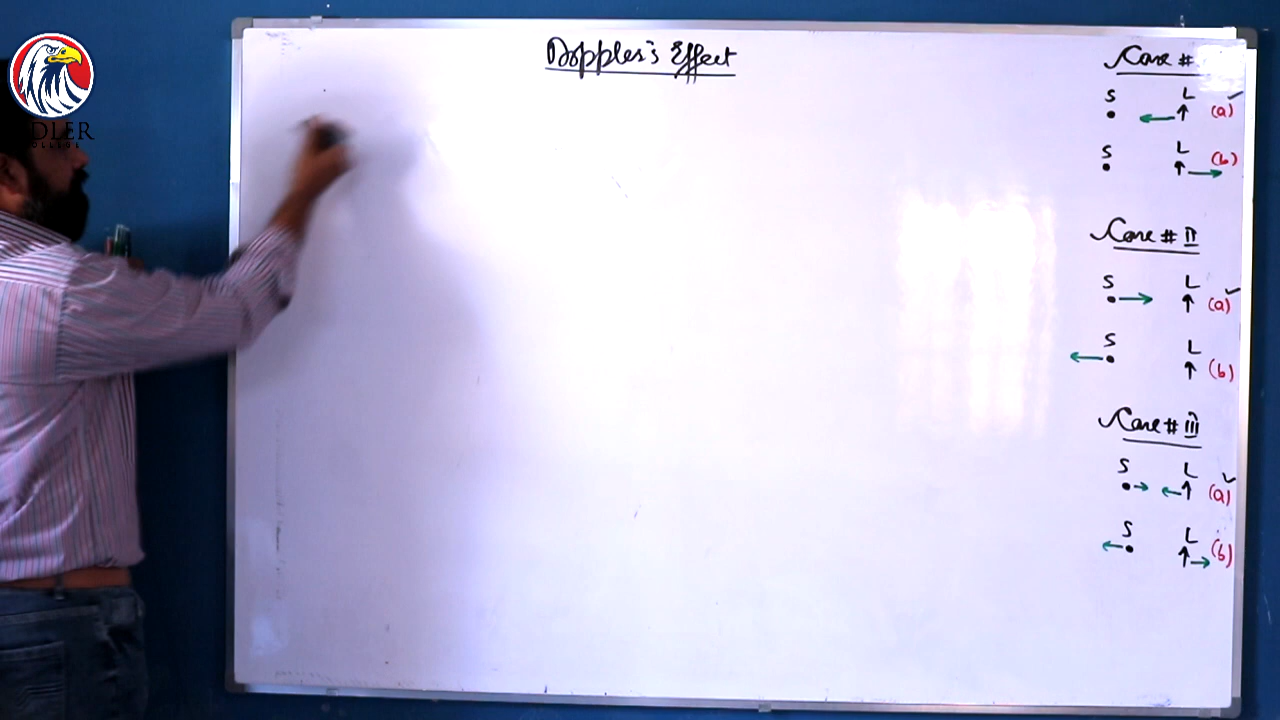 Doppler's Effect
Case #
S L (a)
S L (b)
Case # II
S L (a)
S L (b)
Case # III
S L (a)
S L (b)